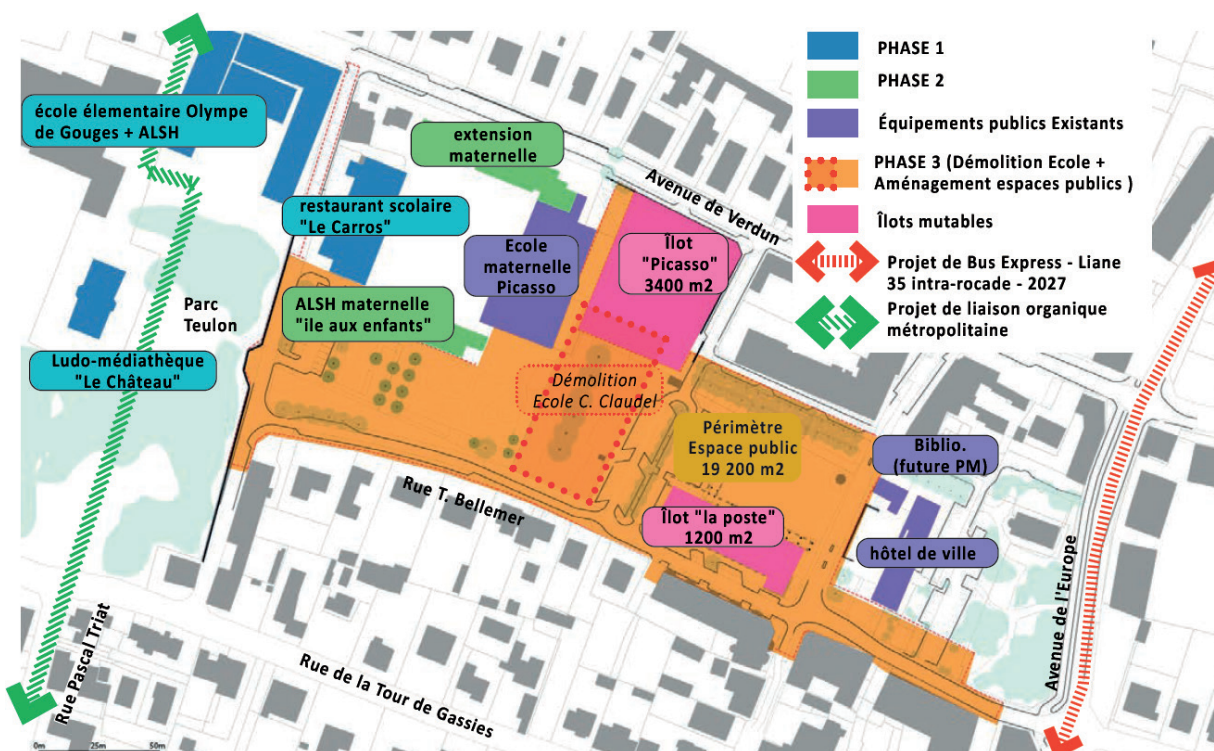 école élementaire Olympe
de Gouges + ALSH
extension
maternelle
restaurant scolaire
"Le Carros"
Ecole
maternelle
Picasso
Avenue de Verdun
Îlot
"Picasso"
3400 m2
Parc
Teulon
ALSH maternelle
"ile aux enfants"
Ludo-médiathèque
"Le Château"
Démolition
Ecole C. Claudel
Périmètre
Espace public
19 200 m2
Biblio.
(future PM)
Rue T. Bellemer
Îlot "la poste"
1200 m2
hôtel de ville
Avenue de l'Europe
Rue Pascal Triat
Rue de la Tour de Gassies
0m 25m 50m
PHASE 1
PHASE 2
Équipements publics Existants
PHASE 3 (Démolition Ecole +
Aménagement espaces publics )
Îlots mutables
Projet de Bus Express - Liane
35 intra-rocade - 2027
Projet de liaison organique
métropolitaine